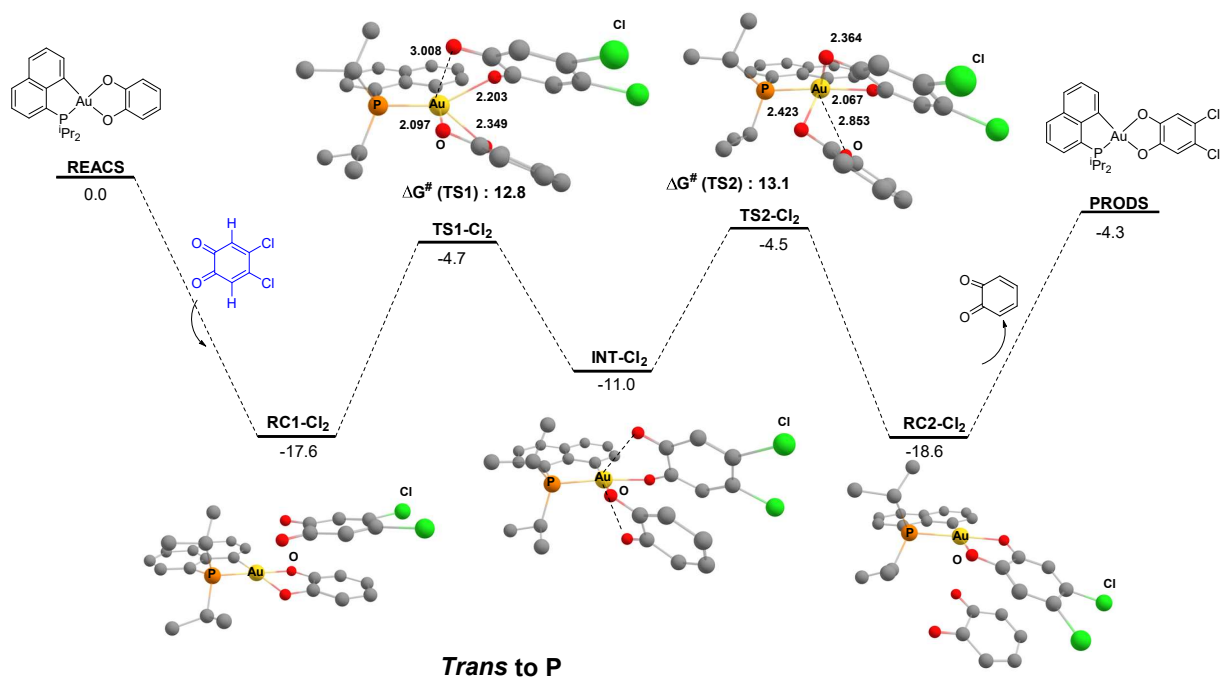 Au
O
O
P
iPr2
REACS
0.0
O
O
H
Cl
Cl
H
RC1-Cl2
-17.6
Cl
O
P
Au
Cl
3.008
P
Au
2.203
2.097
2.349
O
ΔG# (TS1) : 12.8
TS1-Cl2
-4.7
INT-Cl2
-11.0
Cl
P
Au
O
Cl
2.364
P
Au
2.067
2.423
2.853
O
ΔG# (TS2) : 13.1
TS2-Cl2
-4.5
RC2-Cl2
-18.6
P
Au
O
Cl
O
O
Au
O
O
Cl
Cl
P
iPr2
PRODS
-4.3
Trans to P